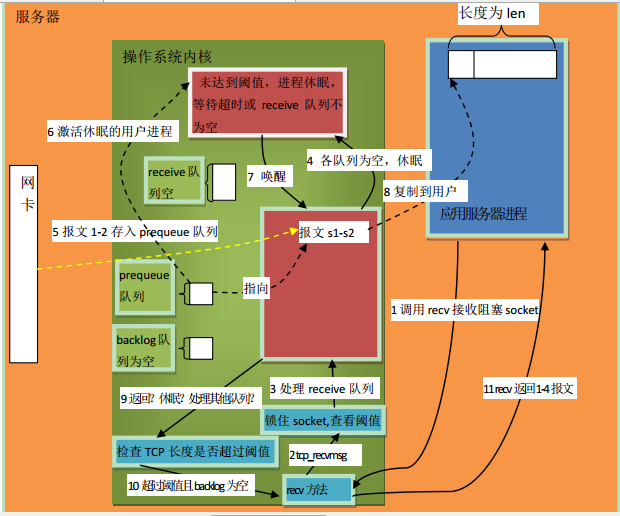 服务器
长度为 len
操作系统内核
未达到阈值，进程休眠，
等待超时或 receive 队列不
为空
6 激活休眠的用户进程
7 唤醒
4 各队列为空，休眠
receive 队
列空
8 复制到用户
网
卡
应用服务器进程
5 报文 1-2 存入 prequeue 队列
报文 s1-s2
prequeue
队列
指向
1 调用 recv 接收阻塞 socket
backlog 队
列为空
9 返回？休眠？处理其他队列？
3 处理 receive 队列
11 recv 返回 1-4 报文
锁住 socket,查看阈值
检查 TCP 长度是否超过阈值
2 tcp_recvmsg
10 超过阈值且 backlog 为空
recv 方法